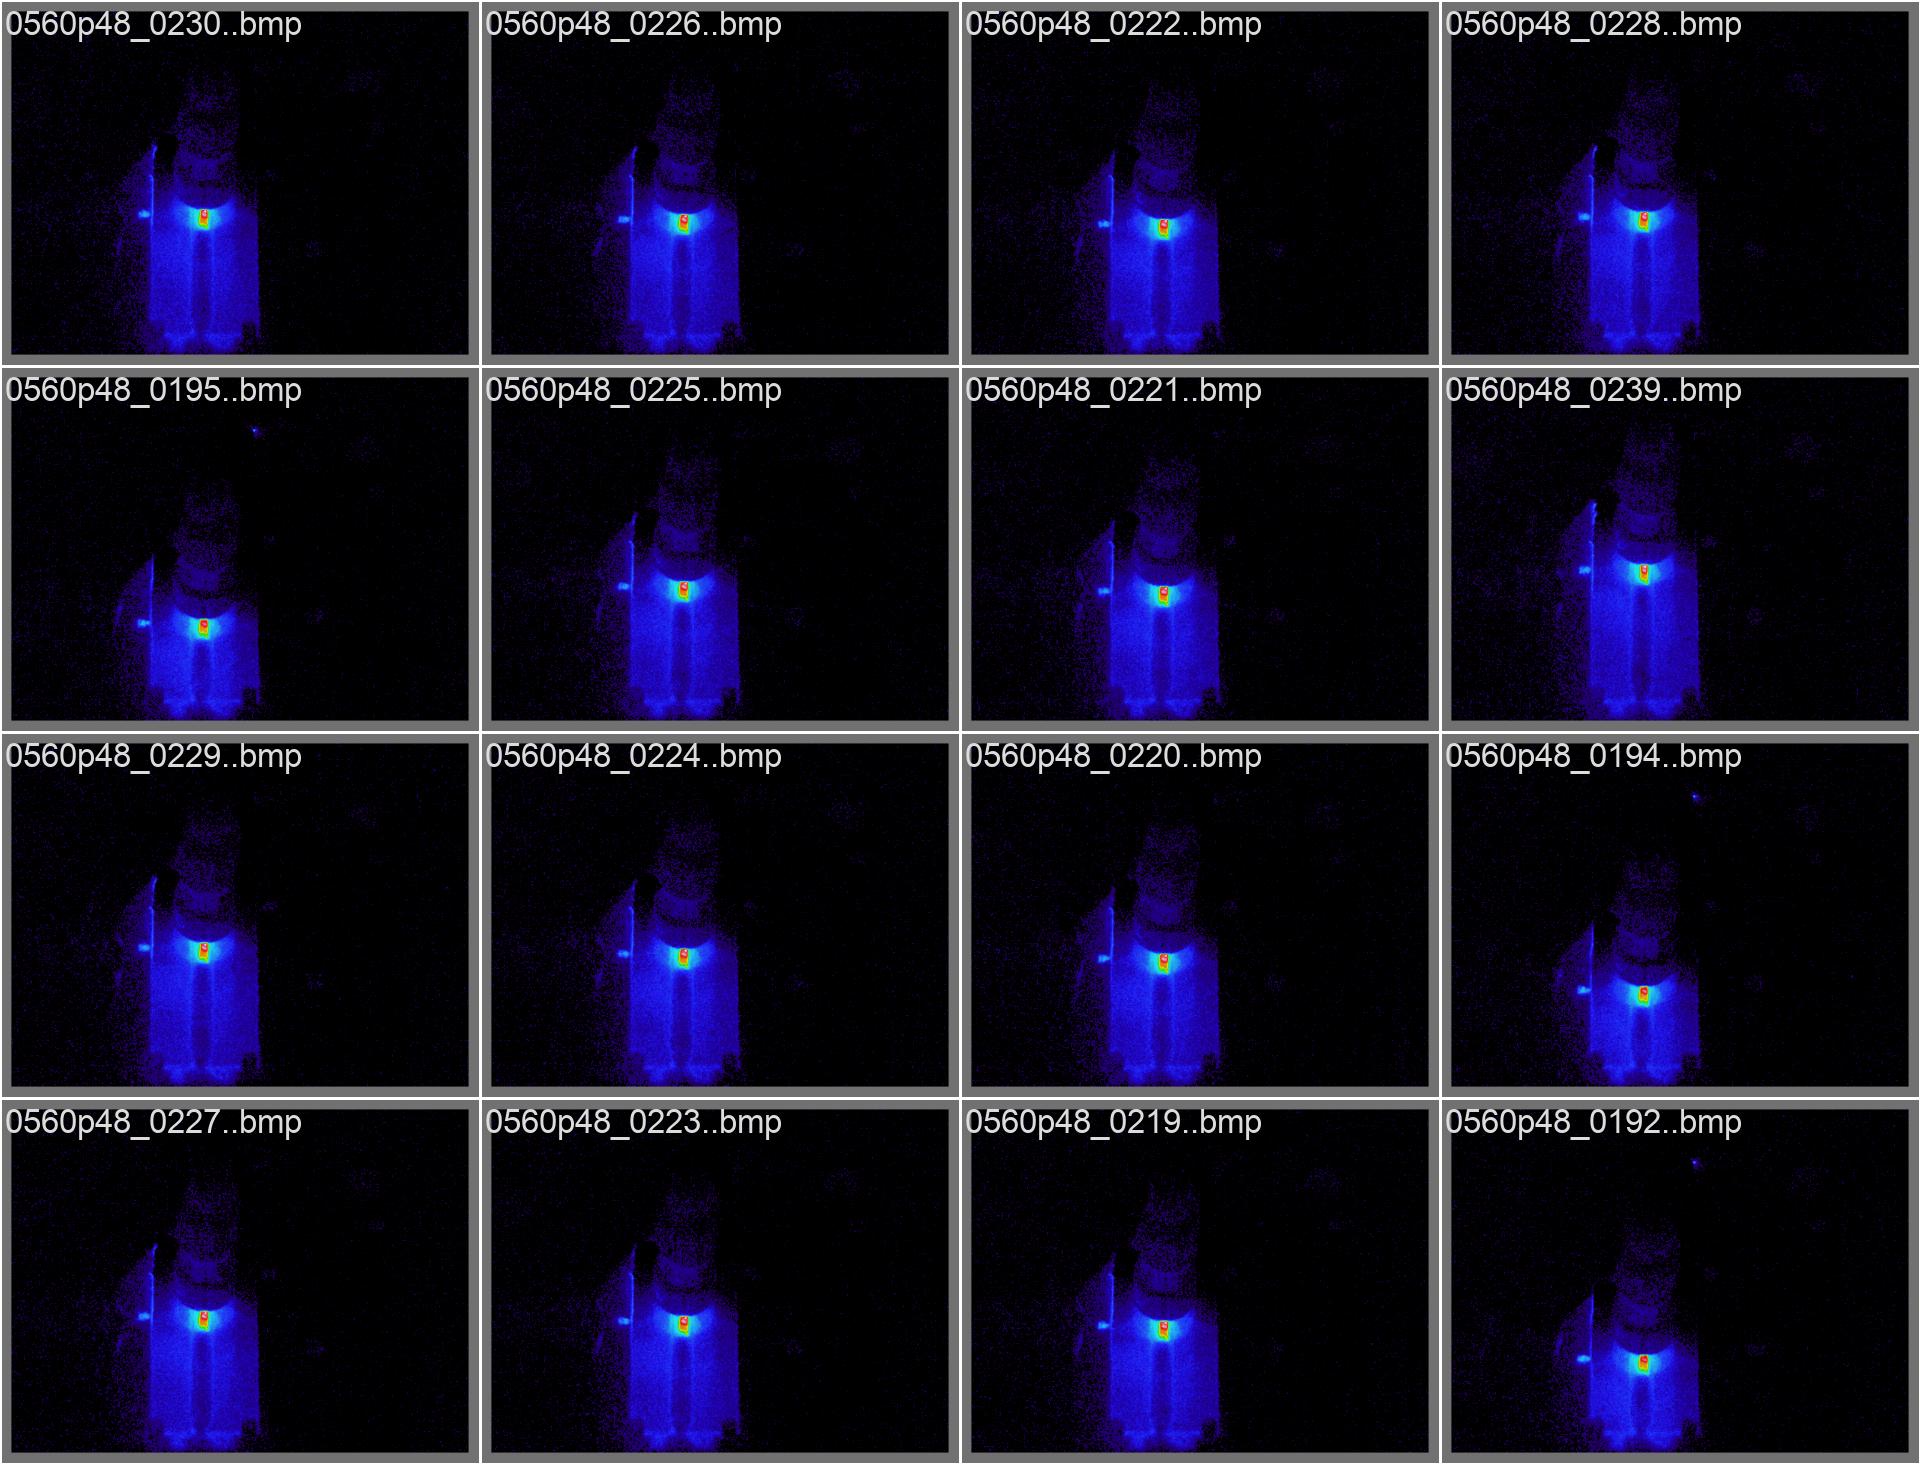 0560p48_0230..bmp
0560p48_0226..bmp
0560p48_0222..bmp
0560p48_0228..bmp
0560p48_0195..bmp
0560p48_0225..bmp
0560p48_0221..bmp
0560p48_0239..bmp
0560p48_0229..bmp
0560p48_0224..bmp
0560p48_0220..bmp
0560p48_0194..bmp
0560p48_0227..bmp
0560p48_0223..bmp
0560p48_0219..bmp
0560p48_0192..bmp